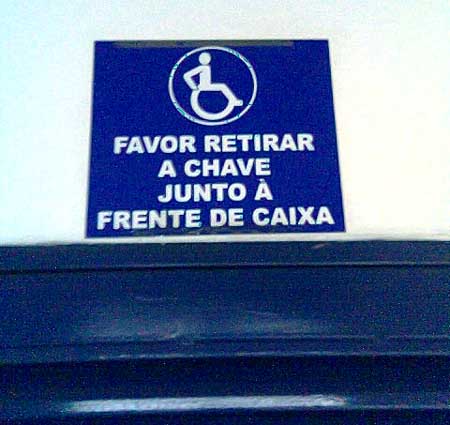 FAVOR RETIRAR
A CHAVE
JUNTO À
FRENTE DE CAIXA